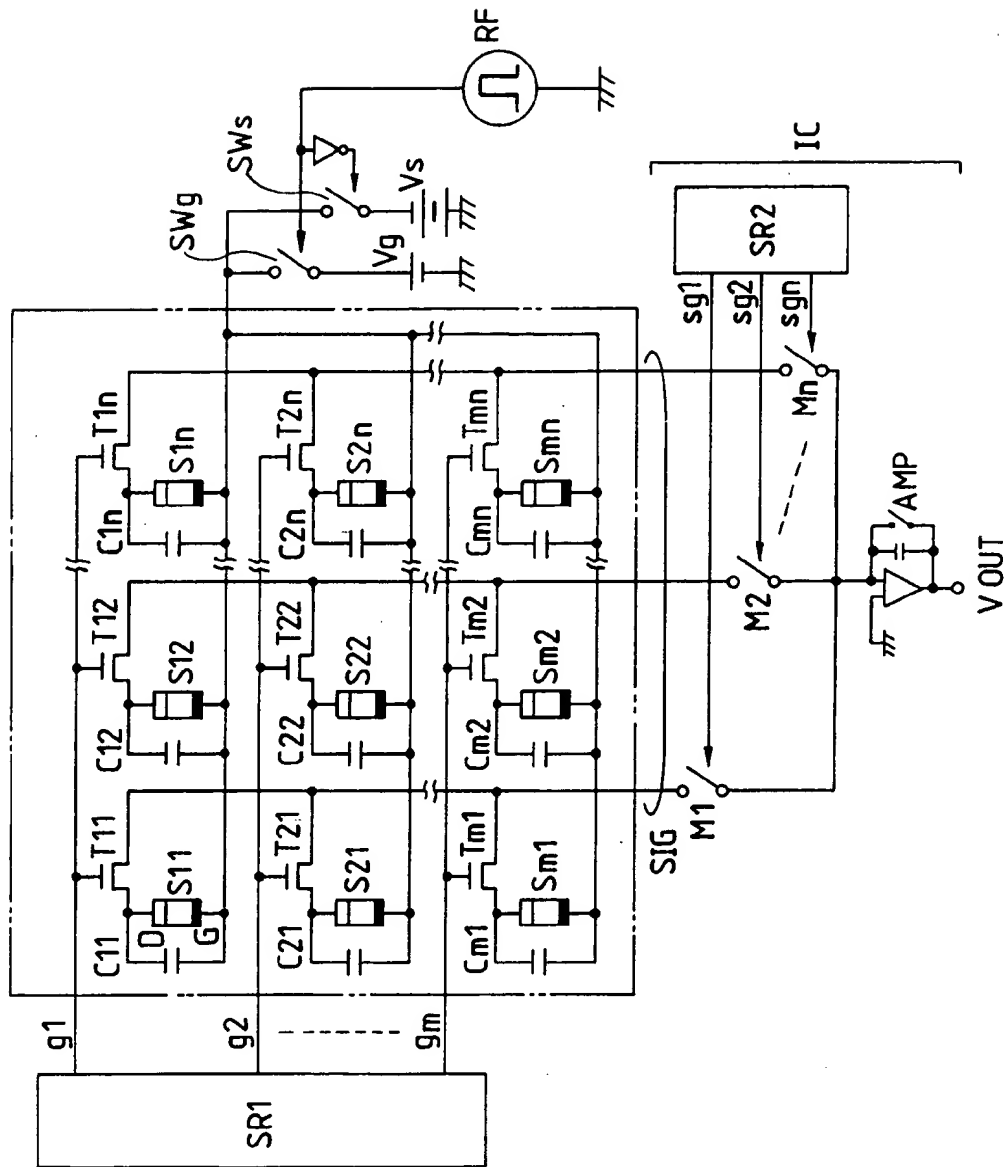 SR1
g1
g2
gm
C11
T11
D
S11
G
C12
T12
S12
C1n
T1n
S1n
C21
T21
S21
C22
T22
S22
C2n
T2n
S2n
Cm1
Tm1
Sm1
Cm2
Tm2
Sm2
Cmn
Tmn
Smn
SWg
SWs
Vg
Vs
RF
SIG
M1
M2
Mn
sg1
sg2
sgn
SR2
IC
AMP
V OUT